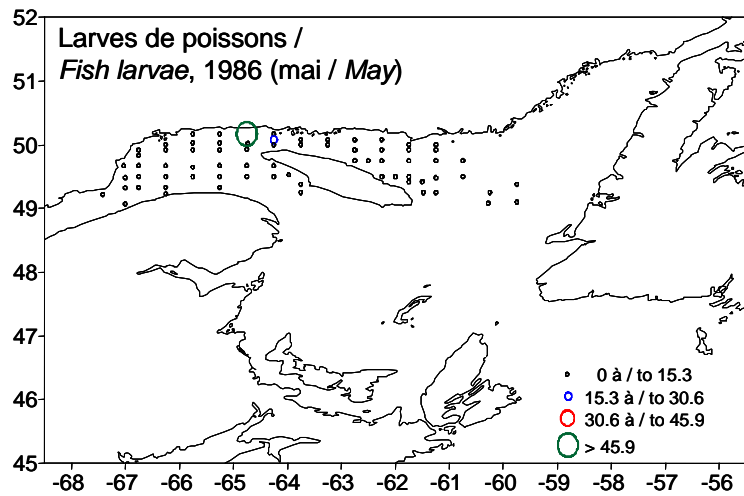 Larves de poissons /
Fish larvae, 1986 (mai / May)
52
51
50
49
48
47
46
45
0 à / to 15.3
15.3 à / to 30.6
30.6 à / to 45.9
> 45.9
-68 -67 -66 -65 -64 -63 -62 -61 -60 -59 -58 -57 -56